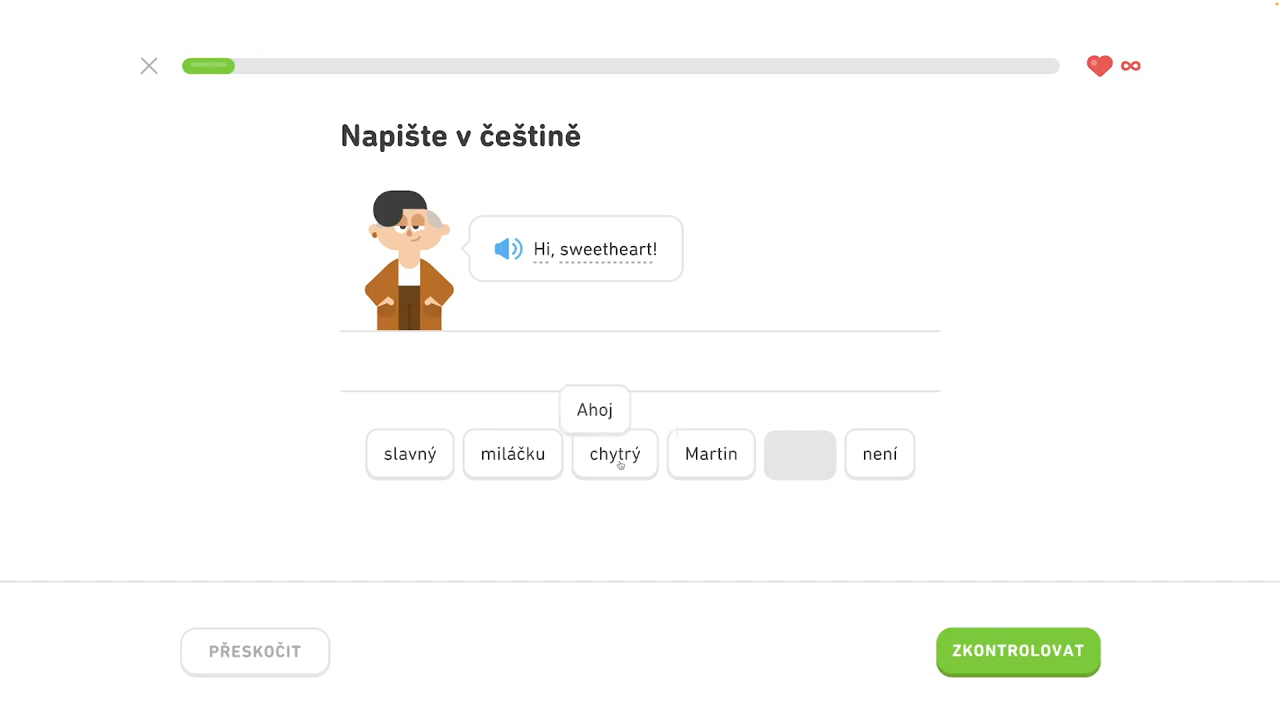 Napište v češtině
Hi, sweetheart!
Ahoj
slavný miláčku chytrý Martin není
PŘESKOČIT ZKONTROLOVAT